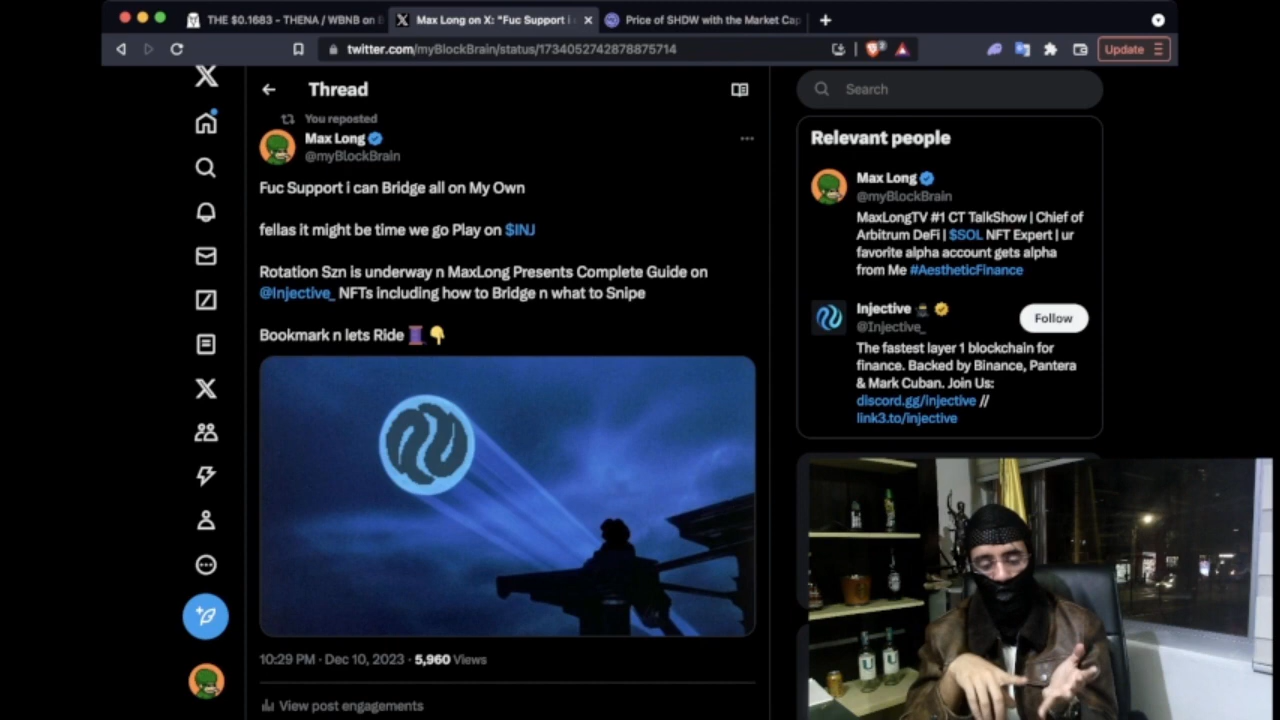 THE $0.1683 - THENA / WBNB on
Max Long on X: "Fuc Support i
Price of SHDW with the Market Cap
twitter.com/myBlockBrain/status/1734052742878875714
Update
Thread
Search
You reposted
Max Long
@myBlockBrain
Fuc Support i can Bridge all on My Own
fellas it might be time we go Play on $INJ
Rotation Szn is underway n MaxLong Presents Complete Guide on
@Injective_ NFTs including how to Bridge n what to Snipe
Bookmark n lets Ride 🧵👇
10:29 PM · Dec 10, 2023 · 5,960 Views
View post engagements
Relevant people
Max Long
@myBlockBrain
MaxLongTV #1 CT TalkShow | Chief of
Arbitrum DeFi | $SOL NFT Expert | ur
favorite alpha account gets alpha
from Me #AestheticFinance
Injective 🥷
@Injective_
Follow
The fastest layer 1 blockchain for
finance. Backed by Binance, Pantera
& Mark Cuban. Join Us:
discord.gg/injective //
link3.to/injective